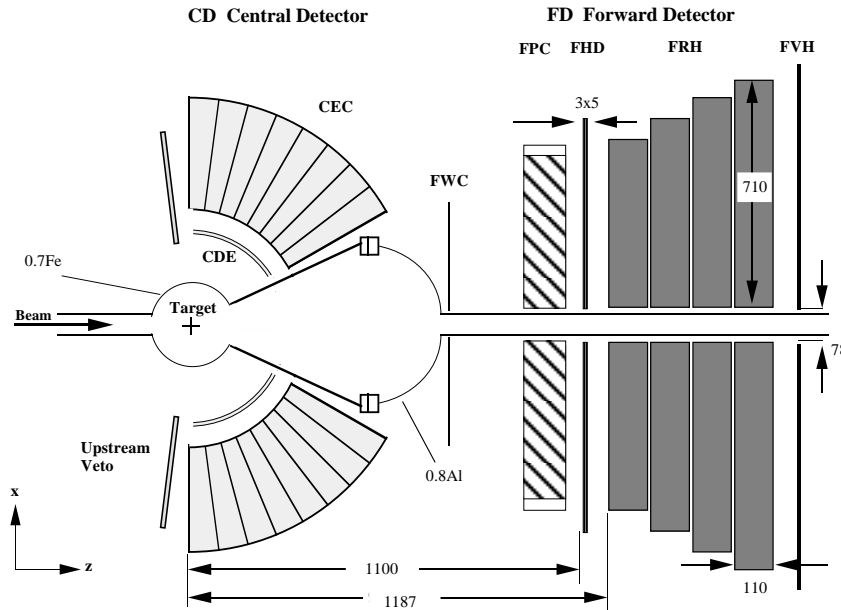 CD Central Detector
FD Forward Detector
FPC
FHD
FRH
FVH
CEC
3x5
FWC
710
CDE
0.7Fe
Target
Beam
78
Upstream
Veto
0.8Al
x
z
1100
1187
110